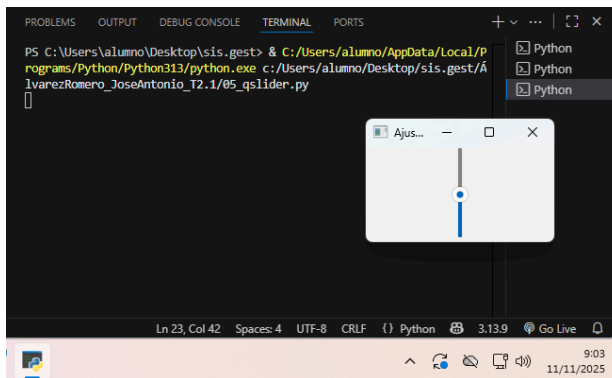 PROBLEMS OUTPUT DEBUG CONSOLE TERMINAL PORTS
PS C:\Users\alumno\Desktop\sis.gest> & C:/Users/alumno/AppData/Local/P
rograms/Python/Python313/python.exe c:/Users/alumno/Desktop/sis.gest/Á
lvarezRomero_JoseAntonio_T2.1/05_qslider.py
Python
Python
Python
Ajus...
Ln 23, Col 42 Spaces: 4 UTF-8 CRLF {} Python 3.13.9 Go Live
9:03
11/11/2025